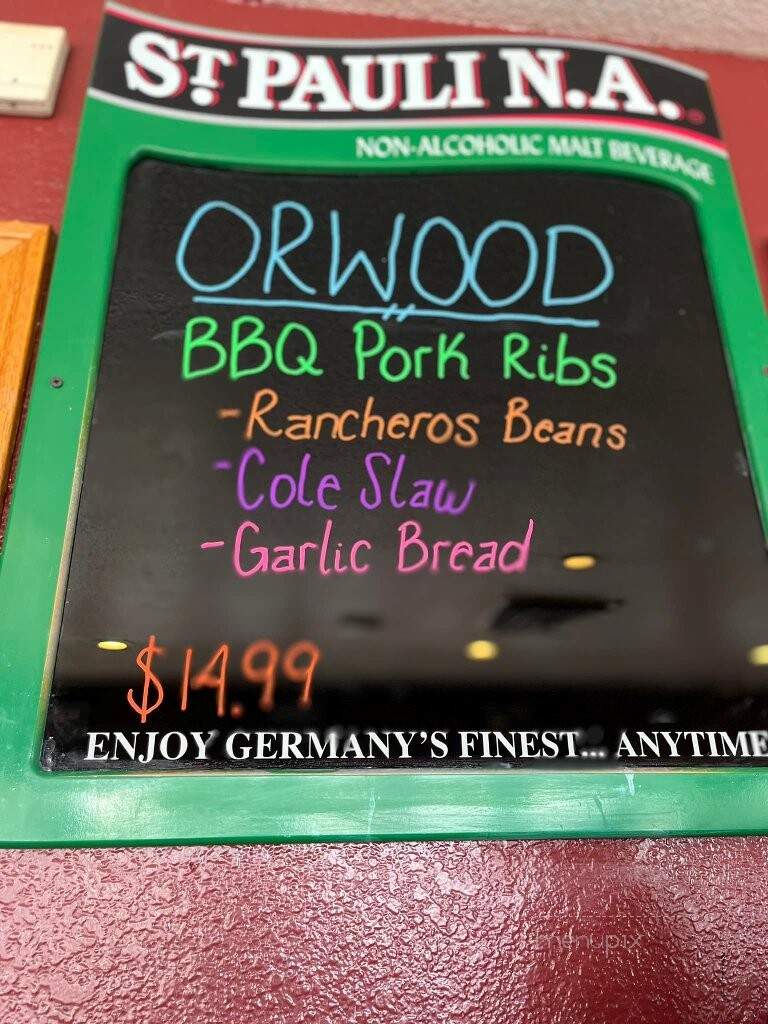 ST. PAULI N.A.
NON-ALCOHOLIC MALT BEVERAGE
ORWOOD
BBQ Pork Ribs
-Rancheros Beans
-Cole Slaw
-Garlic Bread
$14.99
ENJOY GERMANY'S FINEST... ANYTIME
menupix